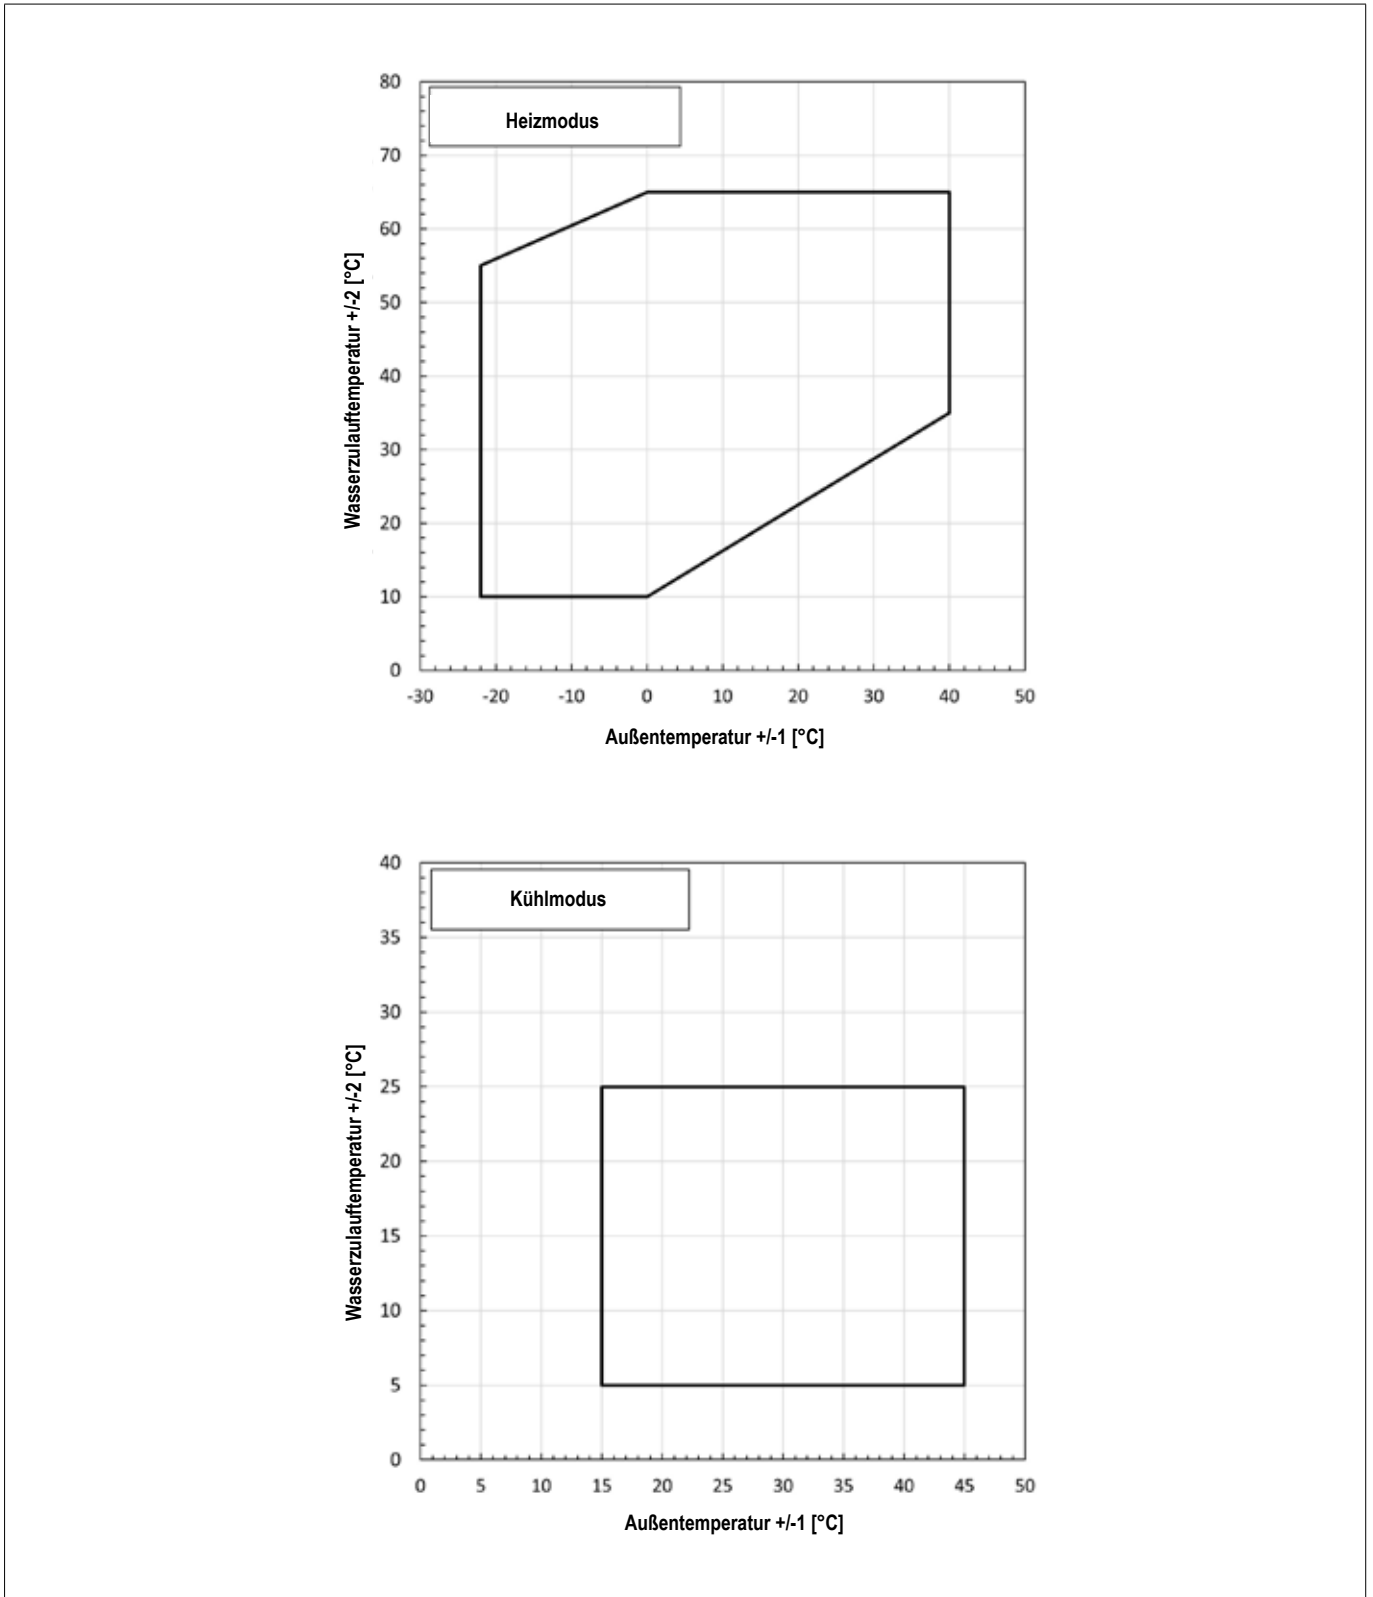 80
Heizmodus
70
60
50
40
30
20
10
0
Wasserzulauftemperatur +/-2 [°C]
-30 -20 -10 0 10 20 30 40 50
Außentemperatur +/-1 [°C]
40
Kühlmodus
35
30
25
20
15
10
5
0
Wasserzulauftemperatur +/-2 [°C]
0 5 10 15 20 25 30 35 40 45 50
Außentemperatur +/-1 [°C]